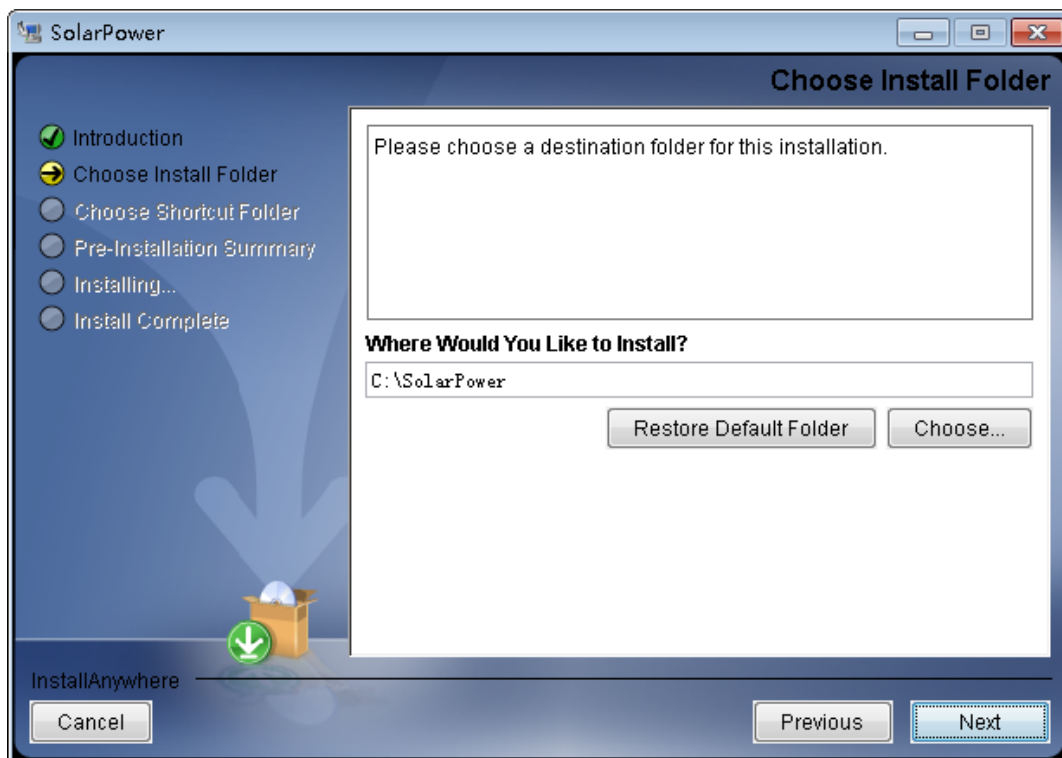 SolarPower
Choose Install Folder
Introduction
Choose Install Folder
Choose Shortcut Folder
Pre-Installation Summary
Installing...
Install Complete
Please choose a destination folder for this installation.
Where Would You Like to Install?
C:\SolarPower
Restore Default Folder
Choose...
InstallAnywhere
Cancel
Previous
Next